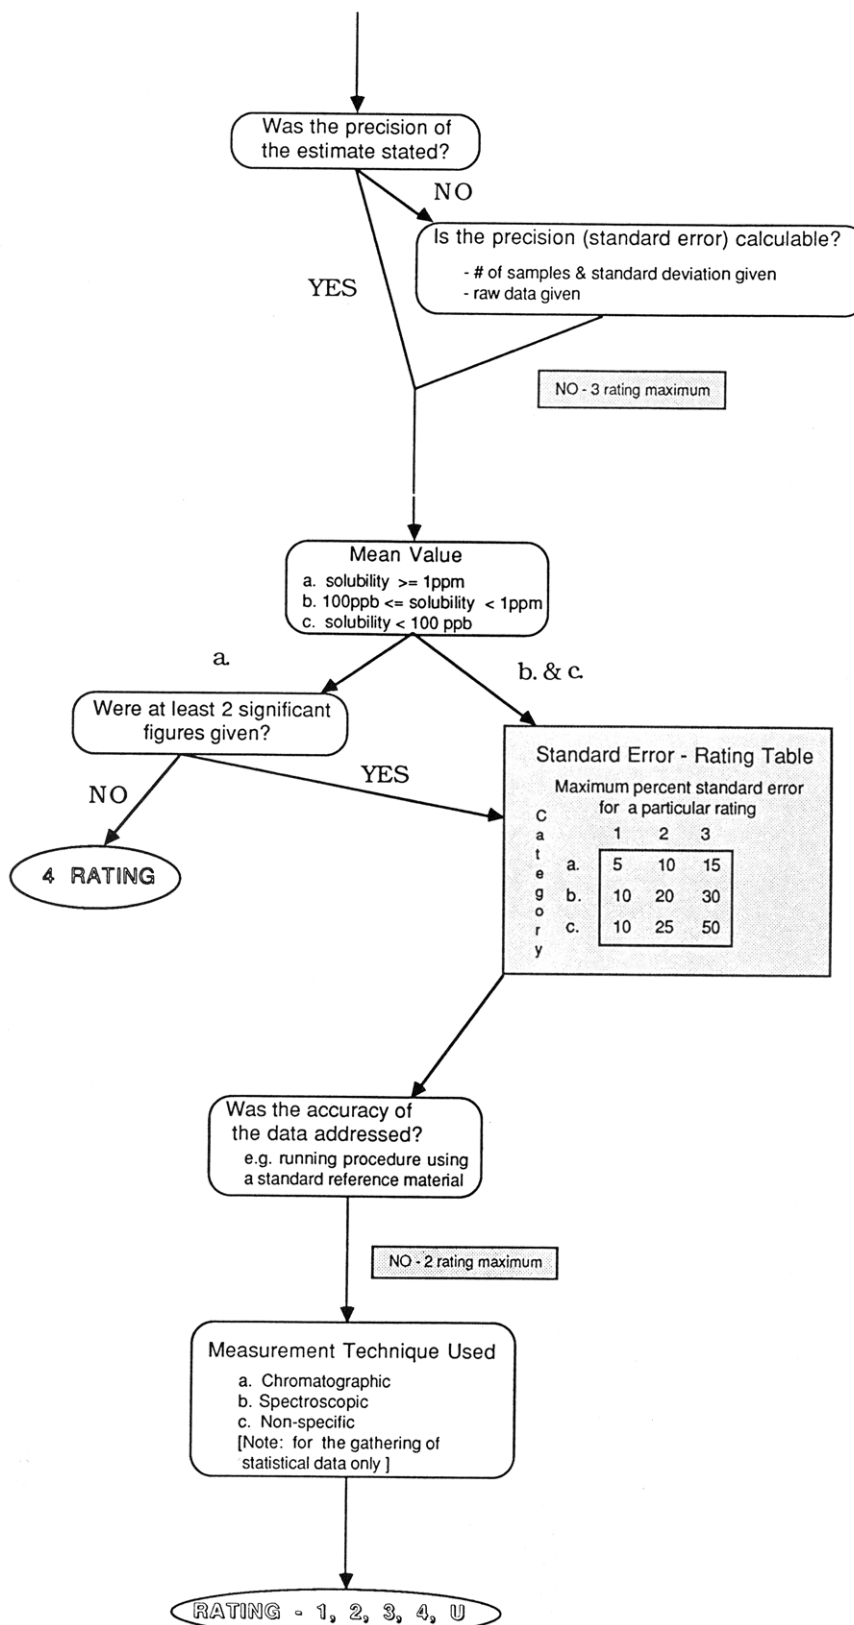 Was the precision of
the estimate stated?
NO
Is the precision (standard error) calculable?
- # of samples & standard deviation given
- raw data given
YES
NO - 3 rating maximum
Mean Value
a. solubility >= 1ppm
b. 100ppb <= solubility < 1ppm
c. solubility < 100 ppb
a.
b. & c.
Were at least 2 significant
figures given?
YES
NO
4 RATING
Standard Error - Rating Table
Maximum percent standard error
for a particular rating
Category
1 2 3
a. 5 10 15
b. 10 20 30
c. 10 25 50
Was the accuracy of
the data addressed?
e.g. running procedure using
a standard reference material
NO - 2 rating maximum
Measurement Technique Used
a. Chromatographic
b. Spectroscopic
c. Non-specific
[Note: for the gathering of
statistical data only ]
RATING - 1, 2, 3, 4, U